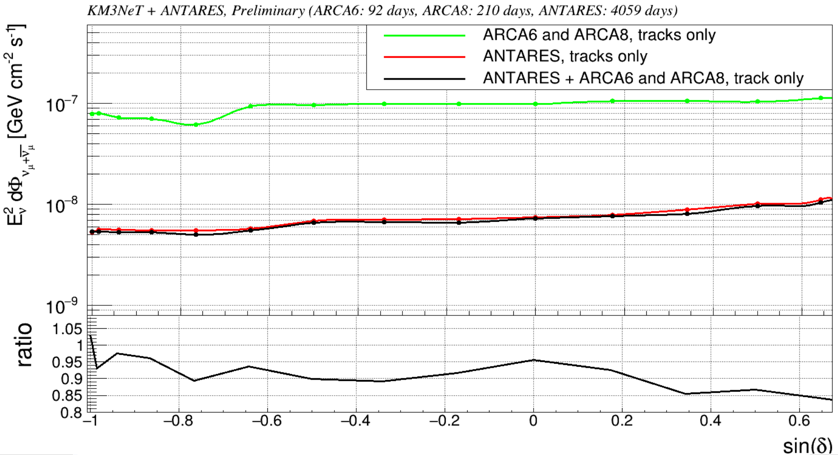 KM3NeT + ANTARES, Preliminary (ARCA6: 92 days, ARCA8: 210 days, ANTARES: 4059 days)
ARCA6 and ARCA8, tracks only
ANTARES, tracks only
ANTARES + ARCA6 and ARCA8, track only
E²ν dΦνμ+ν̅μ [GeV cm⁻² s⁻¹]
10⁻⁷
10⁻⁸
10⁻⁹
ratio
1.05
1
0.95
0.9
0.85
0.8
−1 −0.8 −0.6 −0.4 −0.2 0 0.2 0.4 0.6
sin(δ)